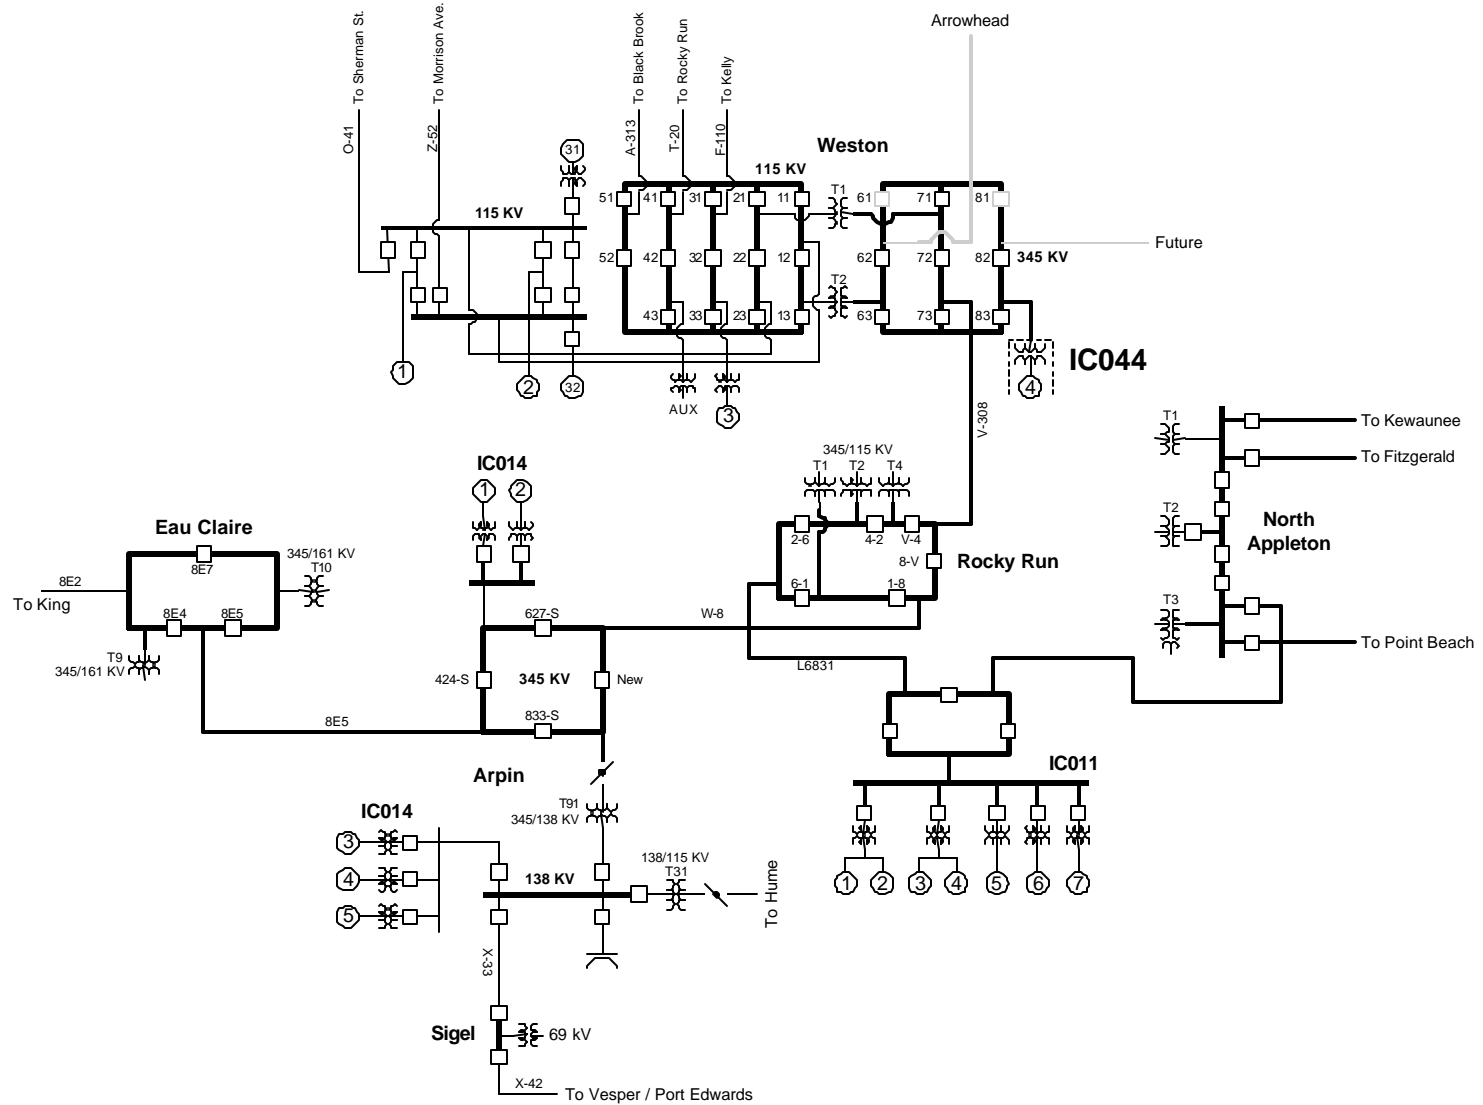 Arrowhead
To Sherman St.
To Morrison Ave.
To Black Brook
To Rocky Run
To Kelly
O-41
Z-52
A-313
T-20
F-110
Weston
31
115 KV
51
41
31
21
11
T1
61
71
81
115 KV
Future
52
42
32
22
12
62
72
82
345 KV
T2
43
33
23
13
63
73
83
1
2
32
AUX
3
4
IC044
V-308
T1
To Kewaunee
To Fitzgerald
345/115 KV
T1
T2
T4
IC014
1
2
T2
North
Appleton
Eau Claire
2-6
4-2
V-4
8-V
Rocky Run
345/161 KV
T10
8E7
8E2
To King
6-1
1-8
T3
8E4
8E5
627-S
W-8
To Point Beach
T9
345/161 KV
L6831
424-S
345 KV
New
833-S
8E5
Arpin
IC011
IC014
T91
345/138 KV
3
4
5
138/115 KV
T31
138 KV
To Hume
1
2
3
4
5
6
7
X-33
Sigel
69 kV
X-42
To Vesper / Port Edwards